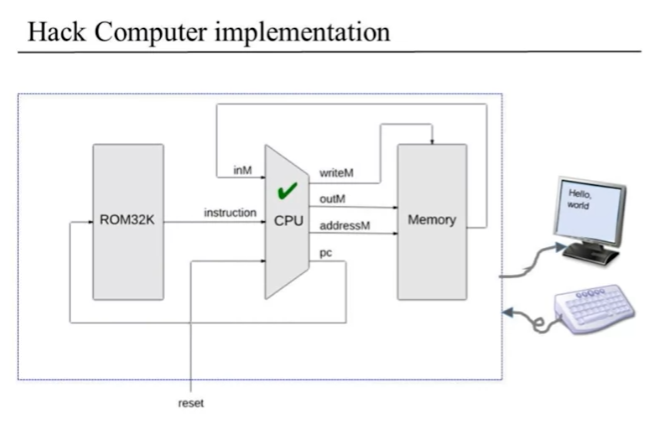 Hack Computer implementation
inM
writeM
outM
instruction
ROM32K
CPU
addressM
Memory
pc
reset
Hello,
world